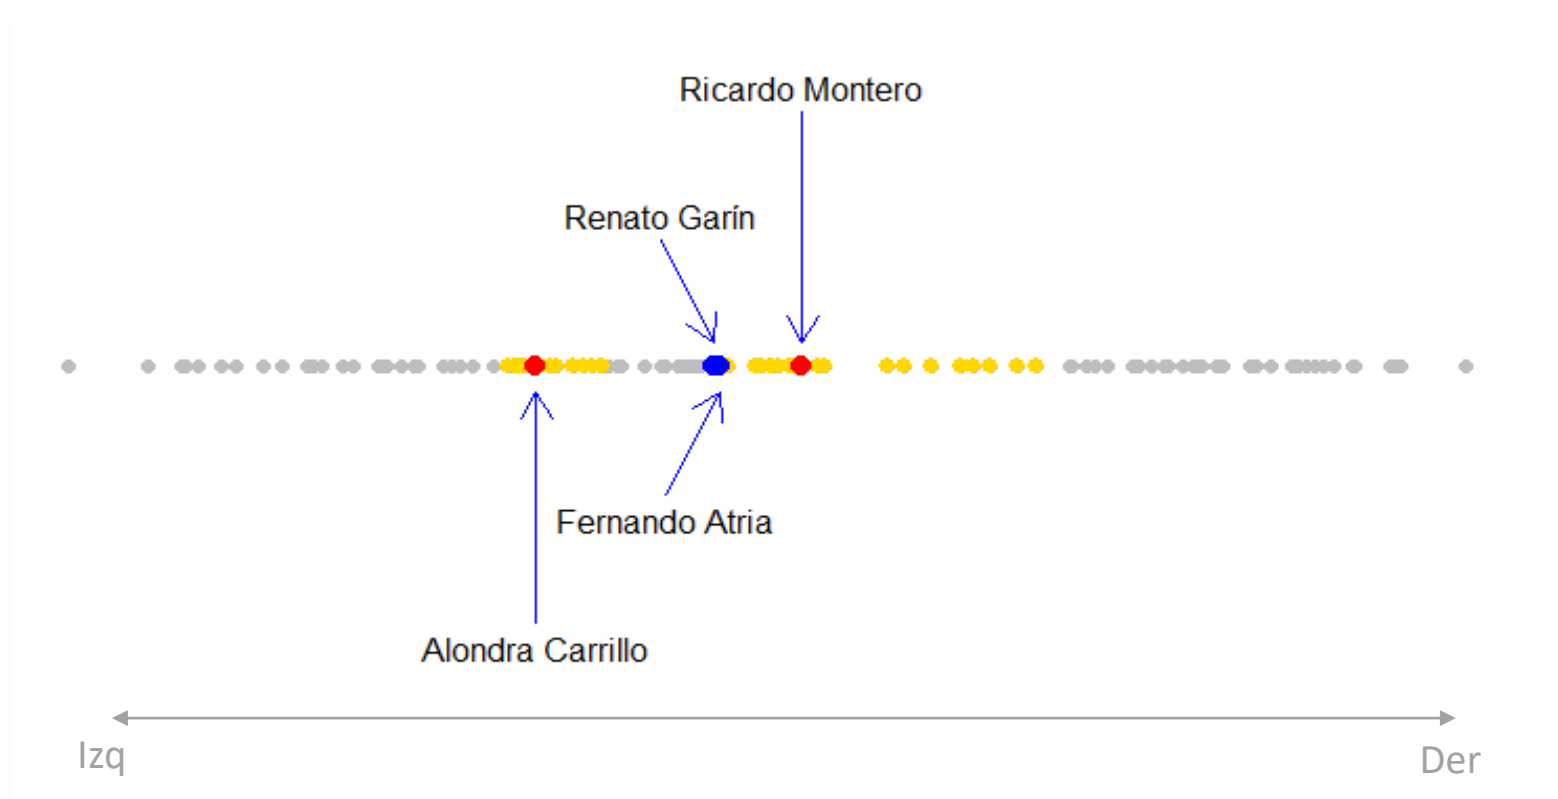 Ricardo Montero
Renato Garín
Fernando Atria
Alondra Carrillo
Izq
Der